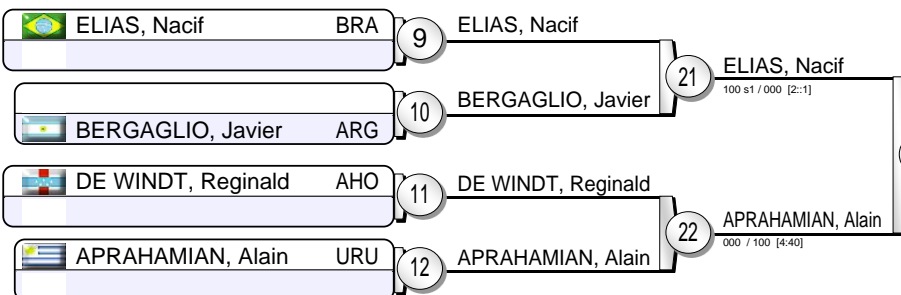 ELIAS, Nacif BRA
9
ELIAS, Nacif
21
ELIAS, Nacif
100 s1 / 000 [2::1]
10
BERGAGLIO, Javier
BERGAGLIO, Javier ARG
DE WINDT, Reginald AHO
11
DE WINDT, Reginald
22
APRAHAMIAN, Alain
000 / 100 [4:40]
APRAHAMIAN, Alain URU
12
APRAHAMIAN, Alain